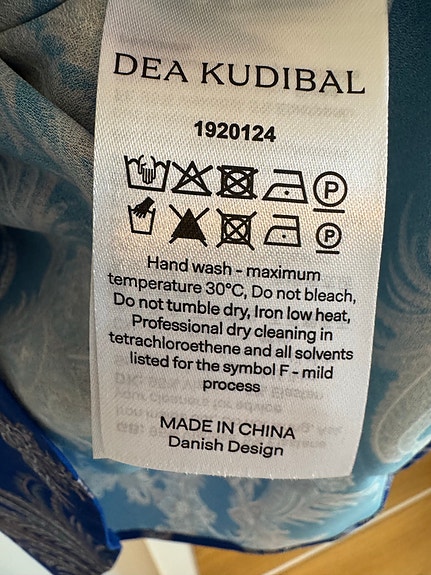 DEA KUDIBAL
1920124
P
P
Hand wash - maximum
temperature 30°C, Do not bleach,
Do not tumble dry, Iron low heat,
Professional dry cleaning in
tetrachloroethene and all solvents
listed for the symbol F - mild
process
MADE IN CHINA
Danish Design